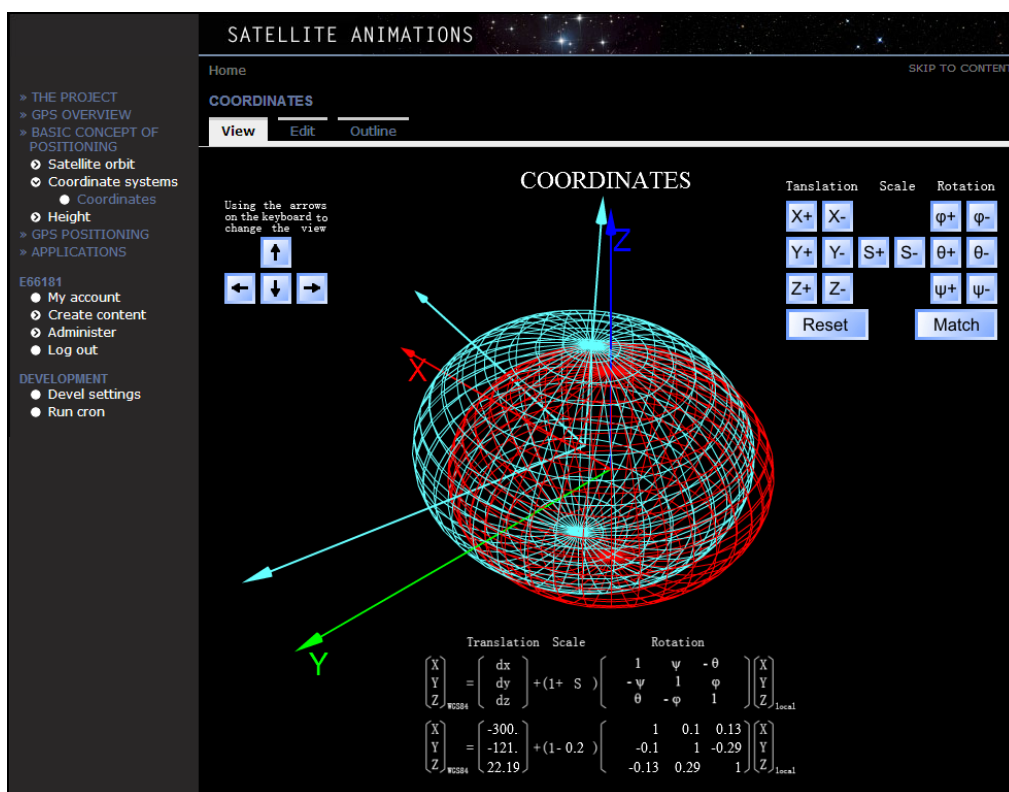 SATELLITE ANIMATIONS
Home
SKIP TO CONTENT
» THE PROJECT
» GPS OVERVIEW
» BASIC CONCEPT OF
POSITIONING
Satellite orbit
Coordinate systems
Coordinates
Height
» GPS POSITIONING
» APPLICATIONS
E66181
My account
Create content
Administer
Log out
DEVELOPMENT
Devel settings
Run cron
COORDINATES
View Edit Outline
COORDINATES
Using the arrows
on the keyboard to
change the view
Tanslation Scale Rotation
X+ X- φ+ φ-
Y+ Y- S+ S- θ+ θ-
Z+ Z- ψ+ ψ-
Reset Match
Z
X
Y
Translation Scale Rotation
X dx 1 ψ -θ X
Y = dy +(1+ S ) -ψ 1 φ Y
Z WGS84 dz θ -φ 1 Z local
X -300. 1 0.1 0.13 X
Y = -121. +(1- 0.2 ) -0.1 1 -0.29 Y
Z WGS84 22.19 -0.13 0.29 1 Z local